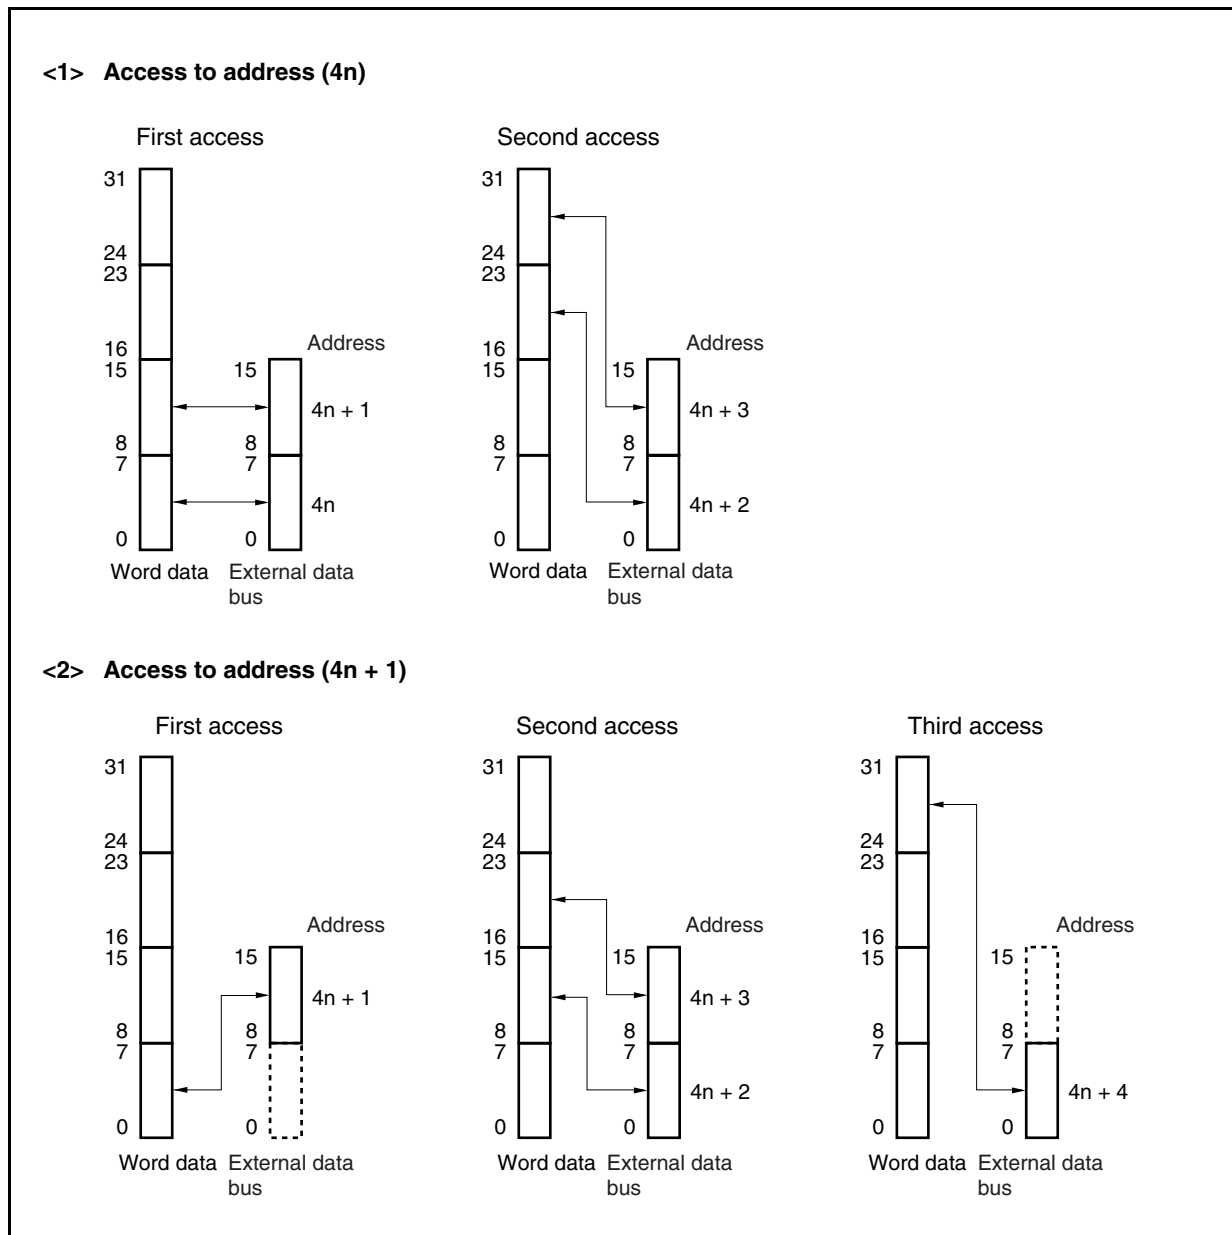 <1> Access to address (4n)
First access
Second access
31
24
23
16
15
8
7
0
Word data
Address
15
4n + 1
8
7
4n
0
External data
bus
31
24
23
16
15
8
7
0
Word data
Address
15
4n + 3
8
7
4n + 2
0
External data
bus
<2> Access to address (4n + 1)
First access
Second access
Third access
31
24
23
16
15
8
7
0
Word data
Address
15
4n + 1
8
7
0
External data
bus
31
24
23
16
15
8
7
0
Word data
Address
15
4n + 3
8
7
4n + 2
0
External data
bus
31
24
23
16
15
8
7
0
Word data
Address
15
8
7
4n + 4
0
External data
bus